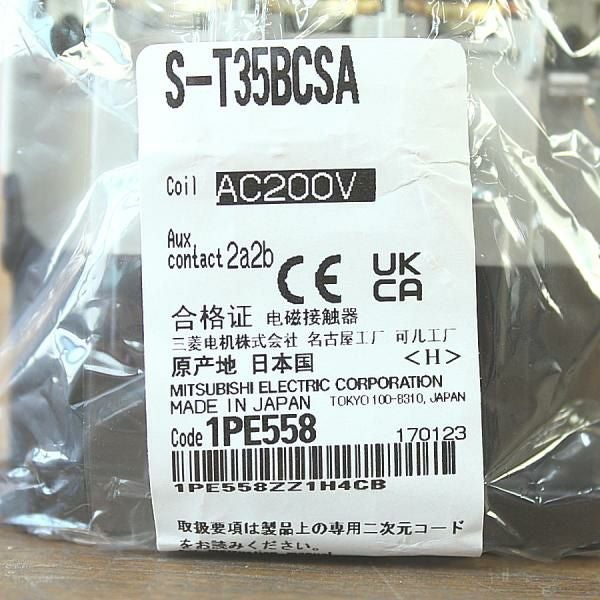 S-T35BCSA
Coil AC200V
Aux
contact 2a2b
CE UK
CA
合格证 电磁接触器
三菱电机株式会社 名古屋工厂 可儿工厂
原产地 日本国 <H>
MITSUBISHI ELECTRIC CORPORATION
MADE IN JAPAN TOKYO 100-8310, JAPAN
Code 1PE558 170123
1PE558ZZ1H4CB
取扱要項は製品上の専用二次元コード
をお読みください。